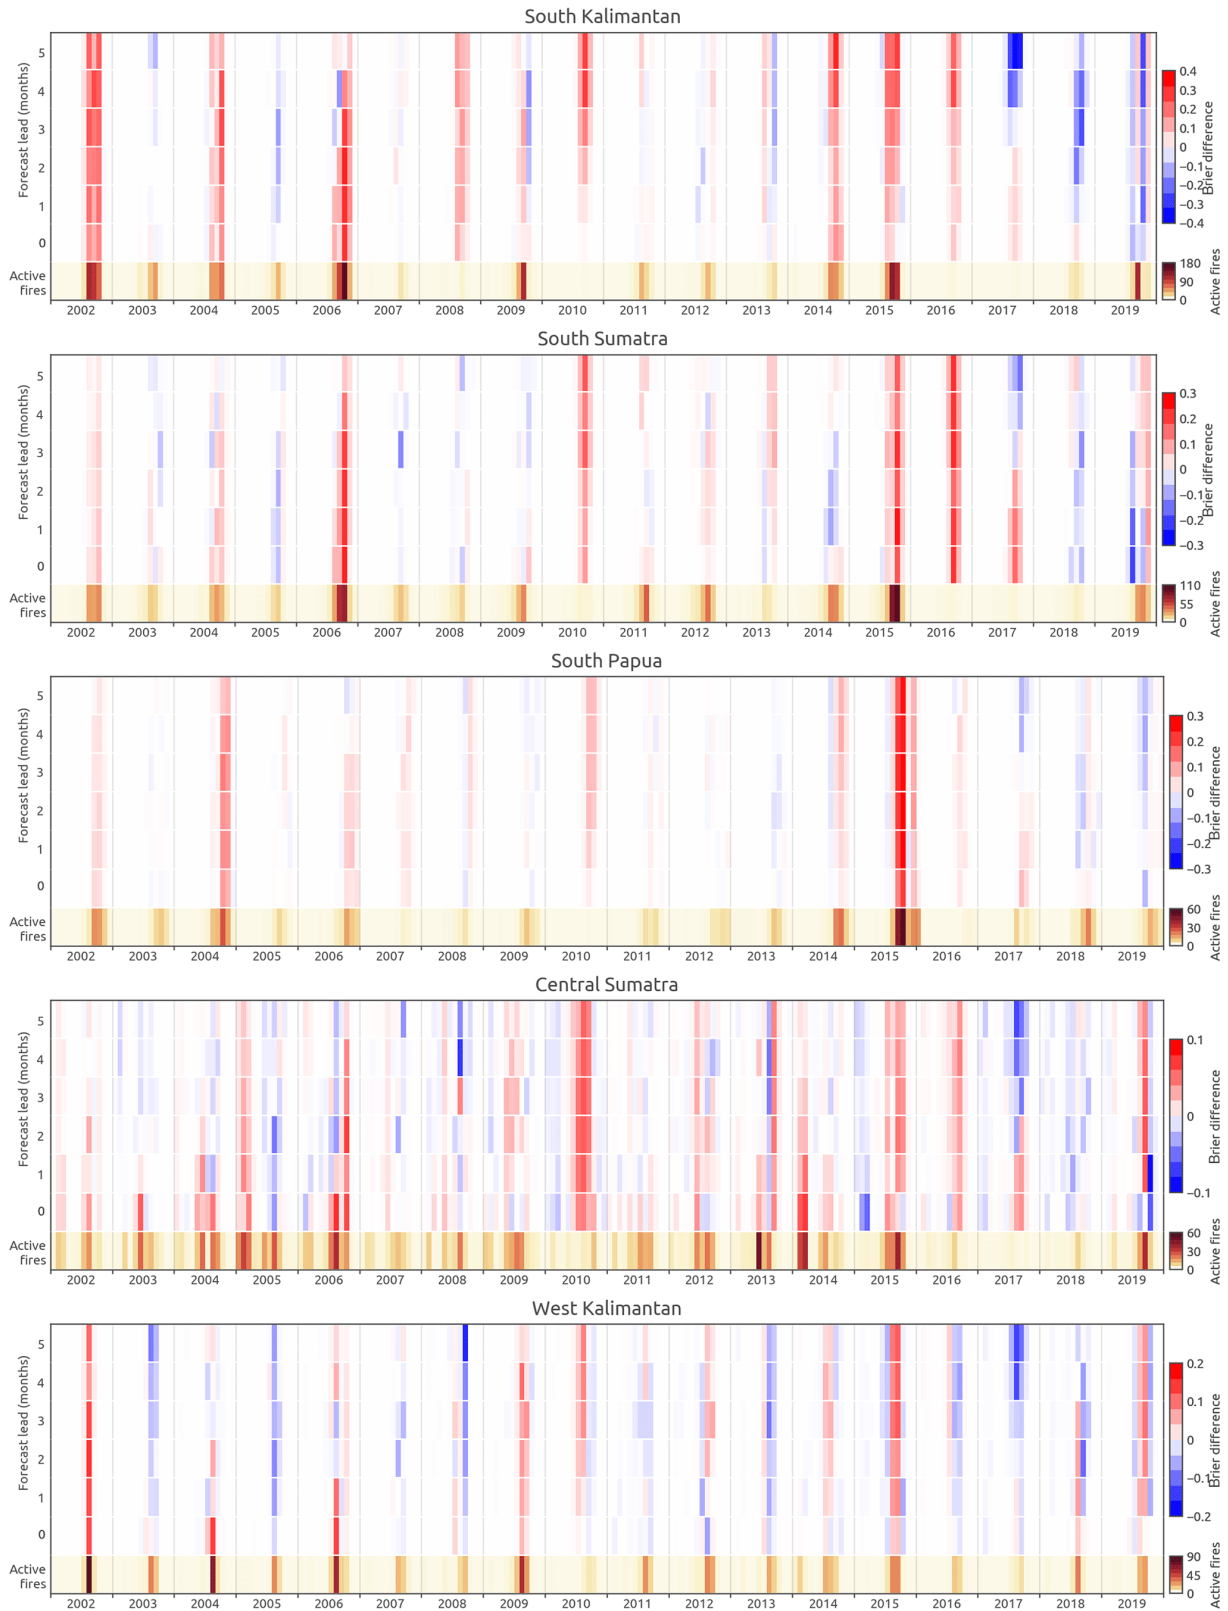 South Kalimantan
Forecast lead (months)
5
4
3
2
1
0
Active
fires
2002 2003 2004 2005 2006 2007 2008 2009 2010 2011 2012 2013 2014 2015 2016 2017 2018 2019
0.4
0.3
0.2
0.1
0
−0.1
−0.2
−0.3
−0.4
Brier difference
180
90
0
Active fires
South Sumatra
Forecast lead (months)
5
4
3
2
1
0
Active
fires
2002 2003 2004 2005 2006 2007 2008 2009 2010 2011 2012 2013 2014 2015 2016 2017 2018 2019
0.3
0.2
0.1
0
−0.1
−0.2
−0.3
Brier difference
110
55
0
Active fires
South Papua
Forecast lead (months)
5
4
3
2
1
0
Active
fires
2002 2003 2004 2005 2006 2007 2008 2009 2010 2011 2012 2013 2014 2015 2016 2017 2018 2019
0.3
0.2
0.1
0
−0.1
−0.2
−0.3
Brier difference
60
30
0
Active fires
Central Sumatra
Forecast lead (months)
5
4
3
2
1
0
Active
fires
2002 2003 2004 2005 2006 2007 2008 2009 2010 2011 2012 2013 2014 2015 2016 2017 2018 2019
0.1
0
−0.1
Brier difference
60
30
0
Active fires
West Kalimantan
Forecast lead (months)
5
4
3
2
1
0
Active
fires
2002 2003 2004 2005 2006 2007 2008 2009 2010 2011 2012 2013 2014 2015 2016 2017 2018 2019
0.2
0.1
0
−0.1
−0.2
Brier difference
90
45
0
Active fires